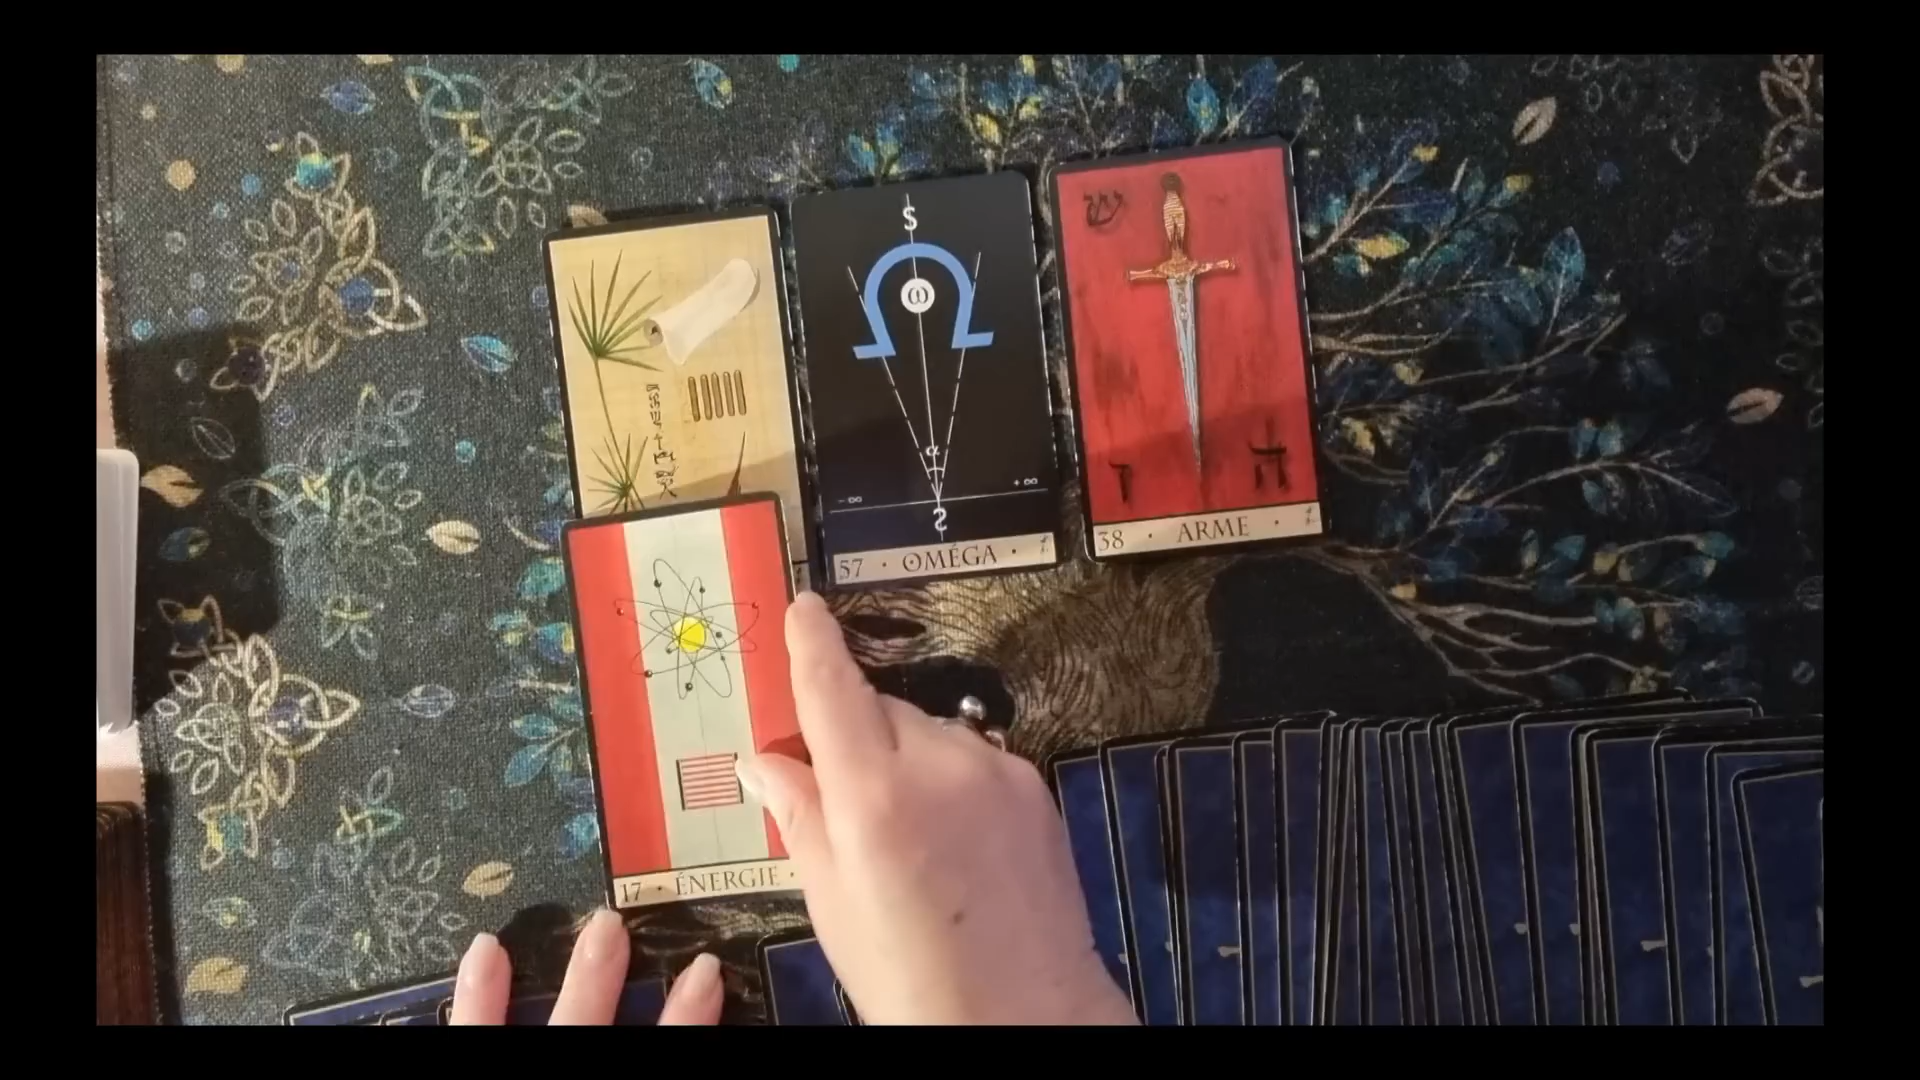 S
ω
α
- ∞
+ ∞
57 · OMÉGA ·
ש
ה
38 · ARME ·
17 · ÉNERGIE ·